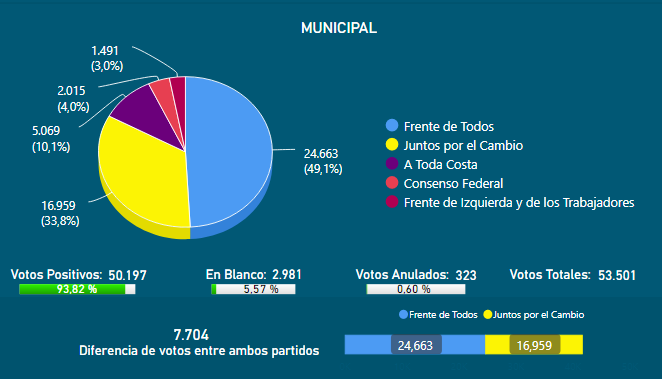 MUNICIPAL
1.491
(3,0%)
2.015
(4,0%)
5.069
(10,1%)
16.959
(33,8%)
24.663
(49,1%)
Frente de Todos
Juntos por el Cambio
A Toda Costa
Consenso Federal
Frente de Izquierda y de los Trabajadores
Votos Positivos: 50.197
93,82 %
En Blanco: 2.981
5.57 %
Votos Anulados: 323
0.60 %
Votos Totales: 53.501
7.704
Diferencia de votos entre ambos partidos
Frente de Todos Juntos por el Cambio
24,663 16,959